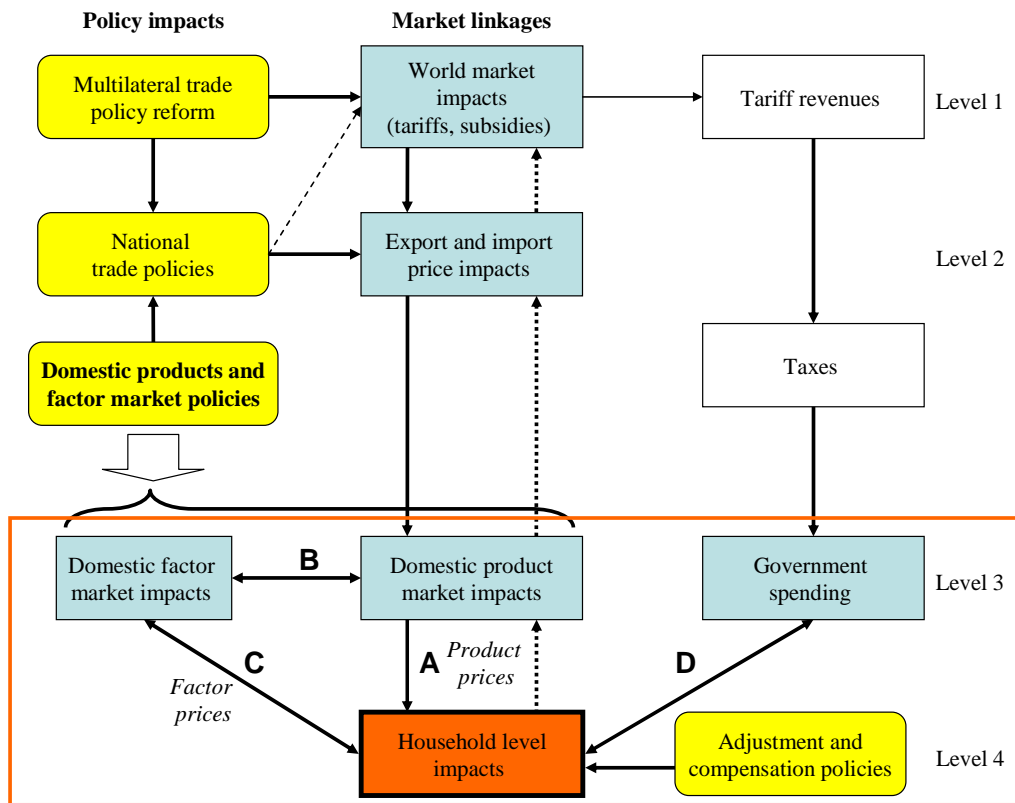 Policy impacts
Market linkages
Multilateral trade
policy reform
World market
impacts
(tariffs, subsidies)
Tariff revenues
Level 1
National
trade policies
Export and import
price impacts
Level 2
Domestic products and
factor market policies
Taxes
Domestic factor
market impacts
B
Domestic product
market impacts
Government
spending
Level 3
C
Factor
prices
A
Product
prices
D
Household level
impacts
Adjustment and
compensation policies
Level 4